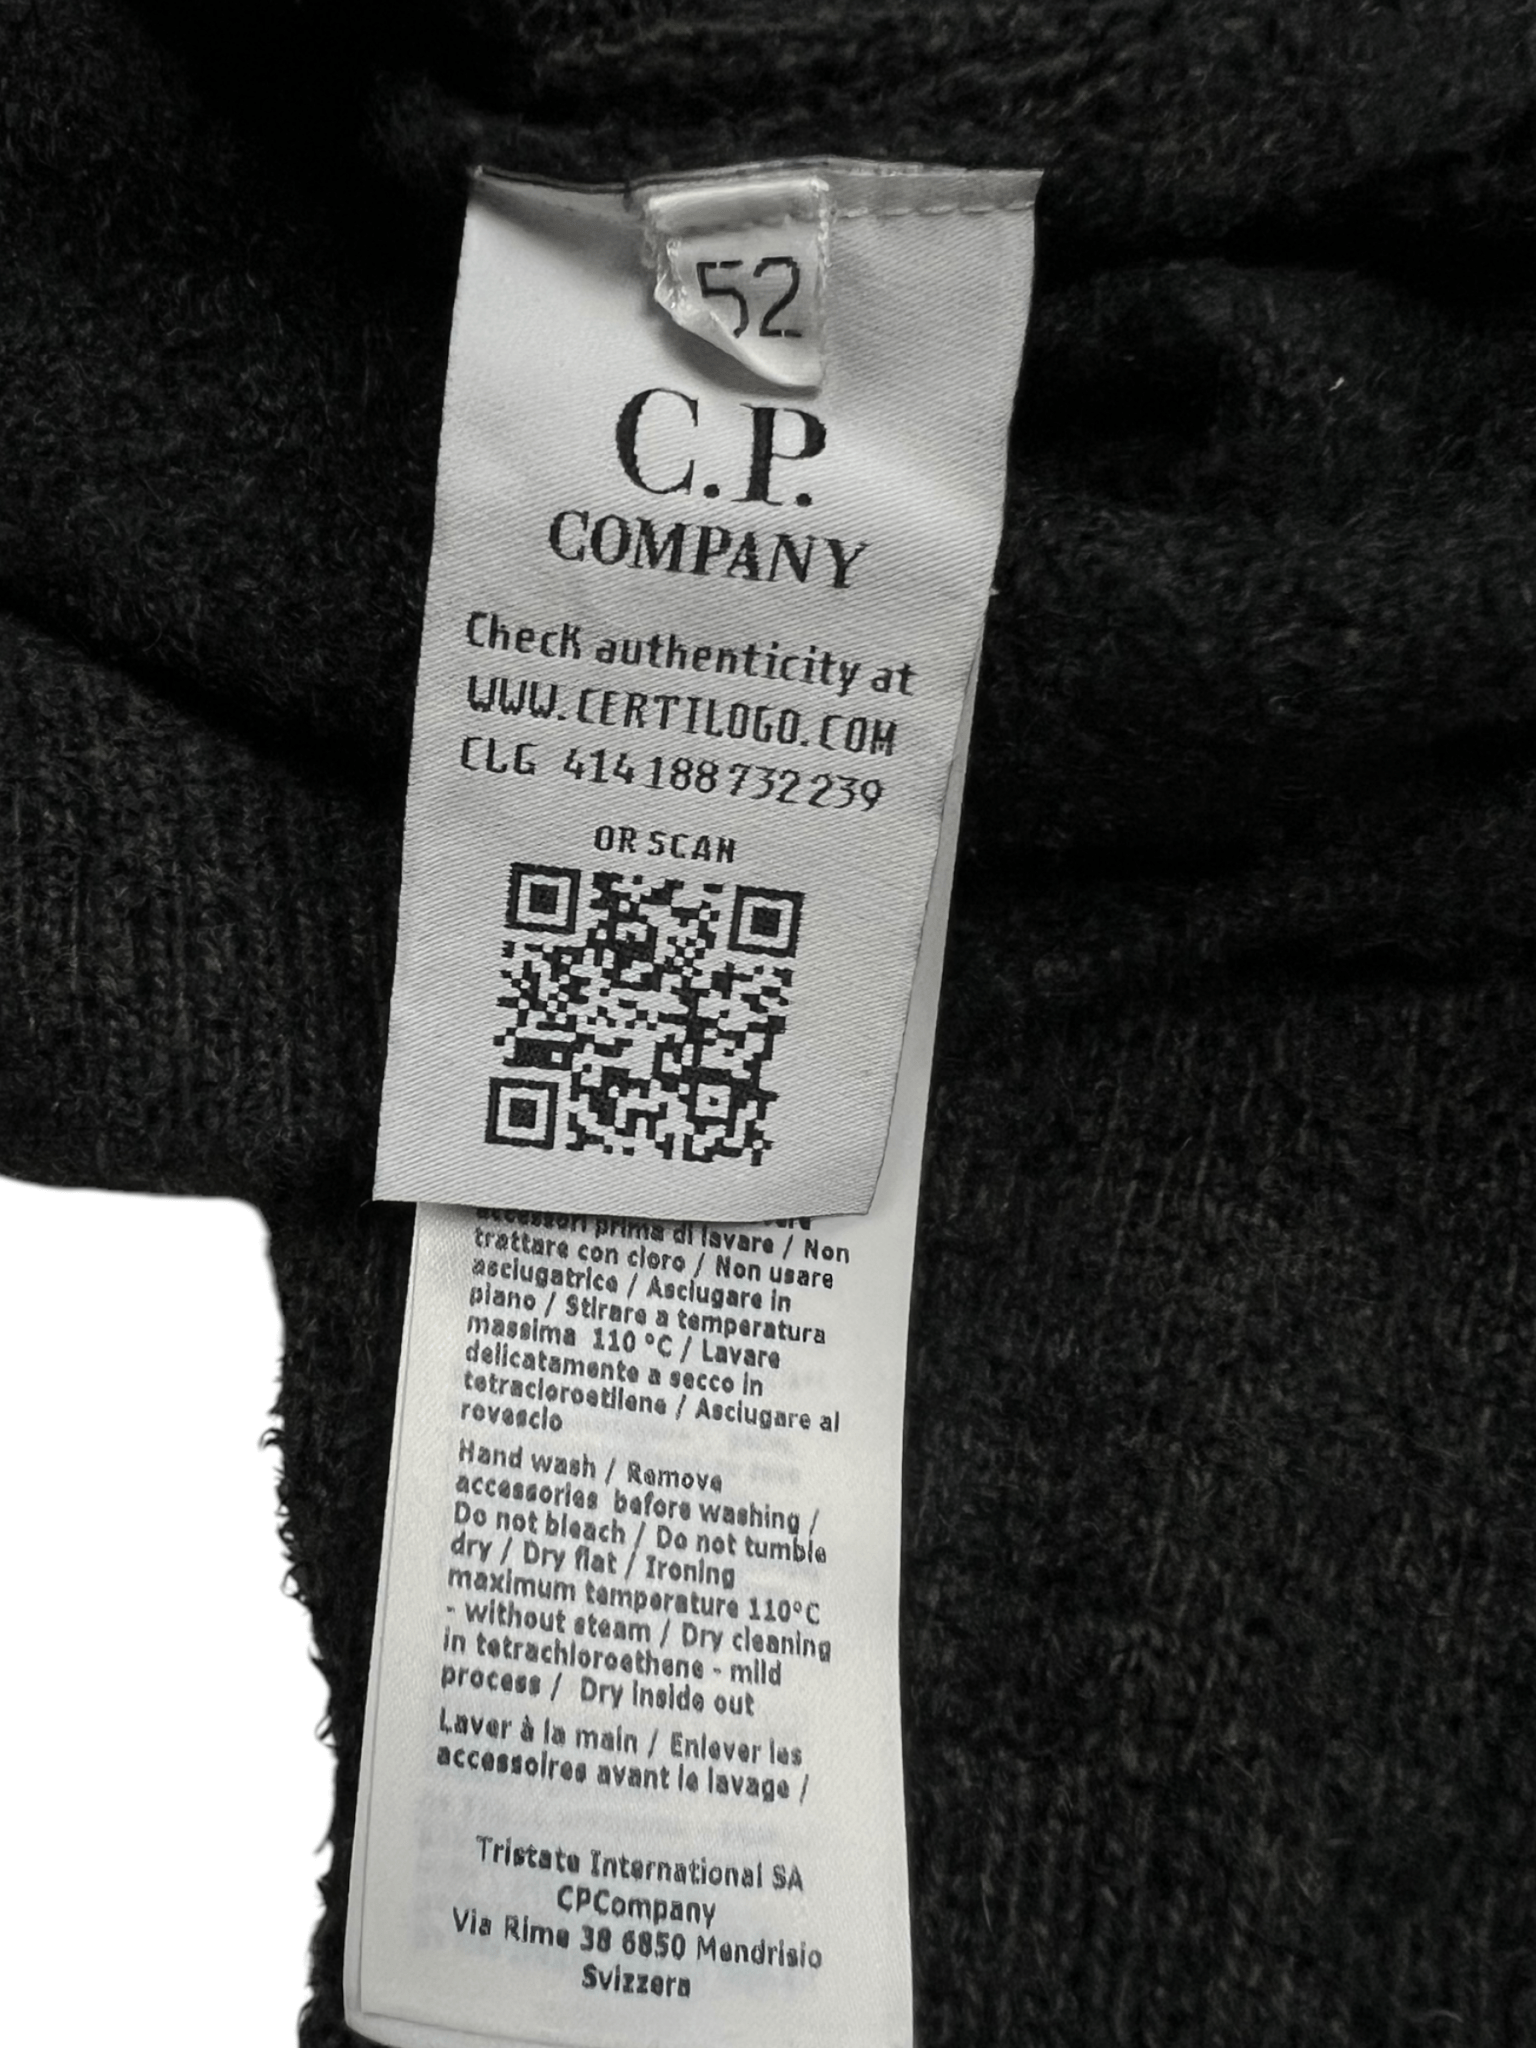 52
C.P.
COMPANY
Check authenticity at
WWW.CERTILOGO.COM
CLG 414 188 732 239
OR SCAN
accessori prima di lavare / Non
trattare con cloro / Non usare
asciugatrice / Asciugare in
piano / Stirare a temperatura
massima 110 °C / Lavare
delicatamente a secco in
tetracloroetilene / Asciugare al
rovescio
Hand wash / Remove
accessories before washing /
Do not bleach / Do not tumble
dry / Dry flat / Ironing
maximum temperature 110°C
- without steam / Dry cleaning
in tetrachloroethene - mild
process / Dry inside out
Laver à la main / Enlever les
accessoires avant le lavage /
Tristate International SA
CPCompany
Via Rime 38 6850 Mendrisio
Svizzera